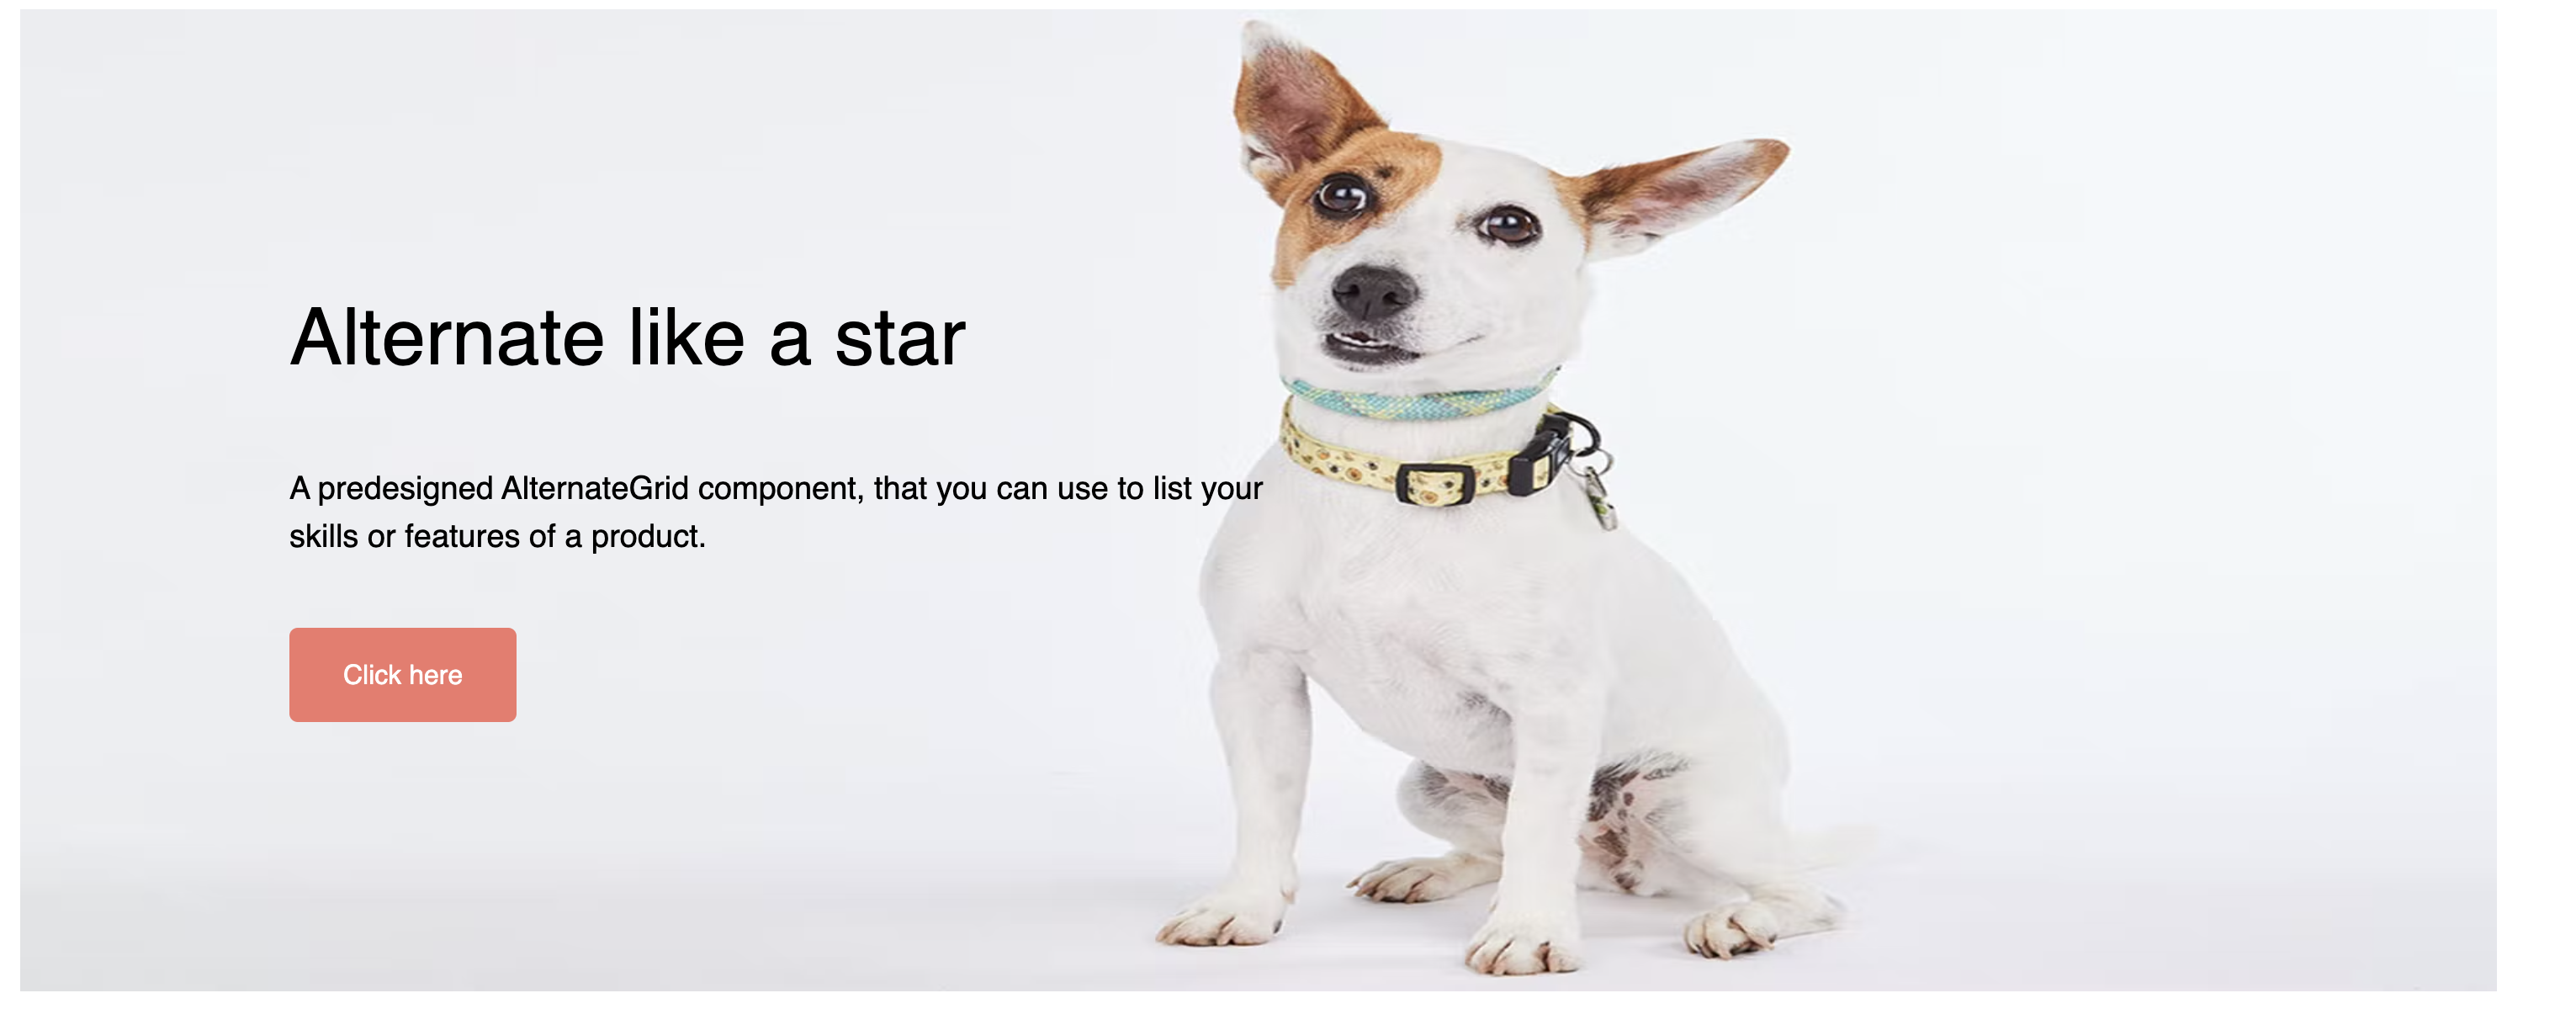 Alternate like a star
A predesigned AlternateGrid component, that you can use to list your
skills or features of a product.
Click here